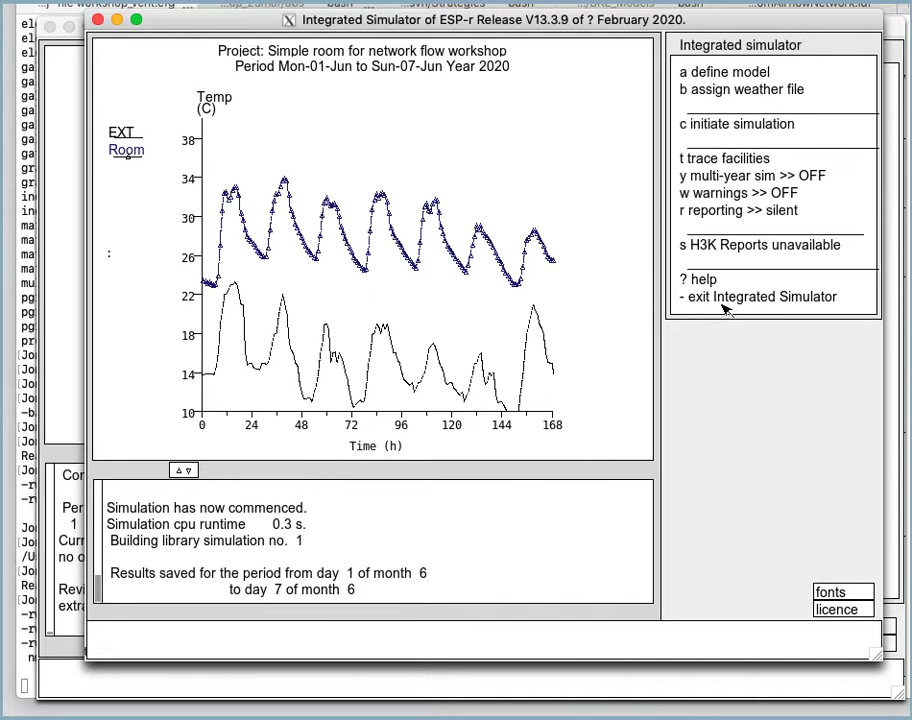 file workshop_vent.erg
Integrated Simulator of ESP-r Release V13.3.9 of ? February 2020.
Project: Simple room for network flow workshop
Period Mon-01-Jun to Sun-07-Jun Year 2020
Temp
(C)
EXT
Room
38
34
30
26
22
18
14
10
0 24 48 72 96 120 144 168
Time (h)
:
Integrated simulator
a define model
b assign weather file
c initiate simulation
t trace facilities
y multi-year sim >> OFF
w warnings >> OFF
r reporting >> silent
s H3K Reports unavailable
? help
- exit Integrated Simulator
Simulation has now commenced.
Simulation cpu runtime 0.3 s.
Building library simulation no. 1
Results saved for the period from day 1 of month 6
to day 7 of month 6
fonts
licence